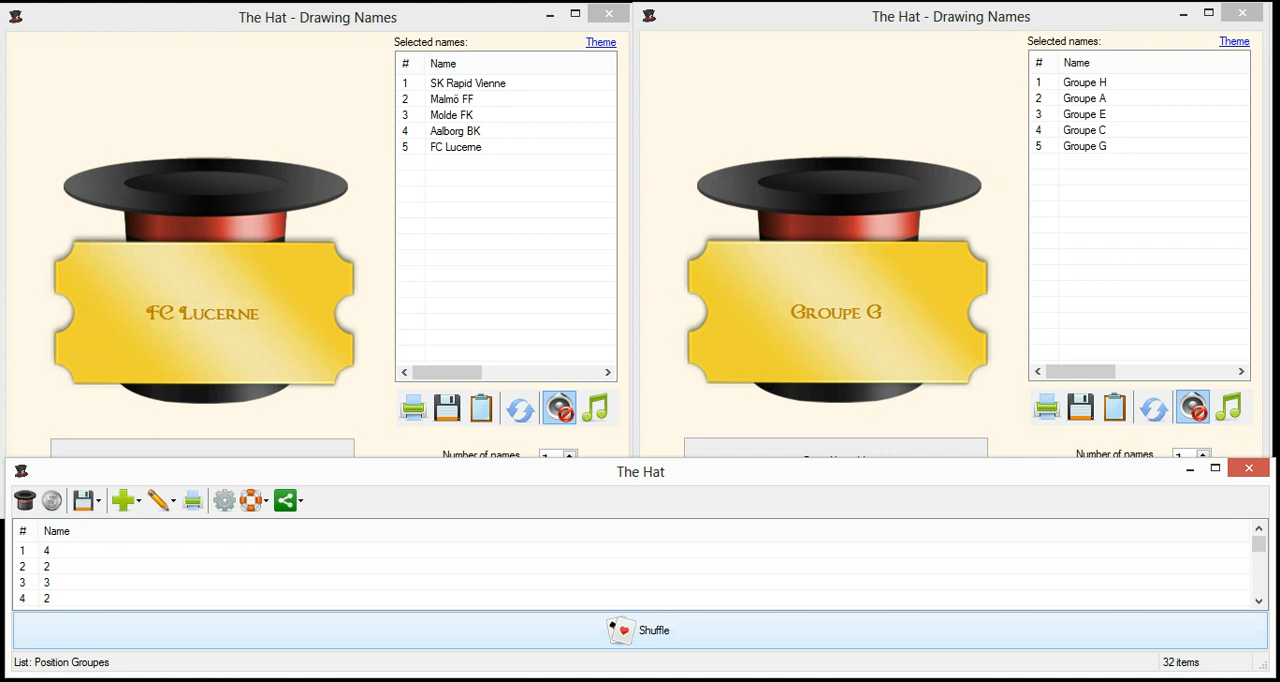 The Hat - Drawing Names
Selected names:
Theme
# Name
1 SK Rapid Vienne
2 Malmö FF
3 Molde FK
4 Aalborg BK
5 FC Lucerne
FC Lucerne
Number of names
The Hat - Drawing Names
Selected names:
Theme
# Name
1 Groupe H
2 Groupe A
3 Groupe E
4 Groupe C
5 Groupe G
Groupe G
Number of names
The Hat
# Name
1 4
2 2
3 3
4 2
Shuffle
List: Position Groupes
32 items